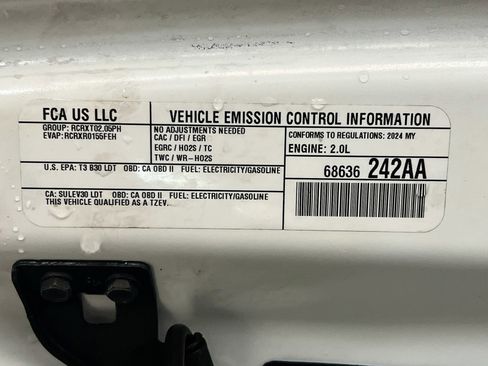 FCA US LLC
GROUP: RCRXT02.05PH
EVAP: RCRXR0155FEH
VEHICLE EMISSION CONTROL INFORMATION
NO ADJUSTMENTS NEEDED
CAC / DFI / EGR
EGRC / HO2S / TC
TWC / WR-HO2S
CONFORMS TO REGULATIONS: 2024 MY
ENGINE: 2.0L
U.S. EPA: T3 B30 LDT OBD: CA OBD II FUEL: ELECTRICITY/GASOLINE
68636 242AA
CA: SULEV30 LDT OBD: CA OBD II FUEL: ELECTRICITY/GASOLINE
THIS VEHICLE QUALIFIED AS A TZEV.